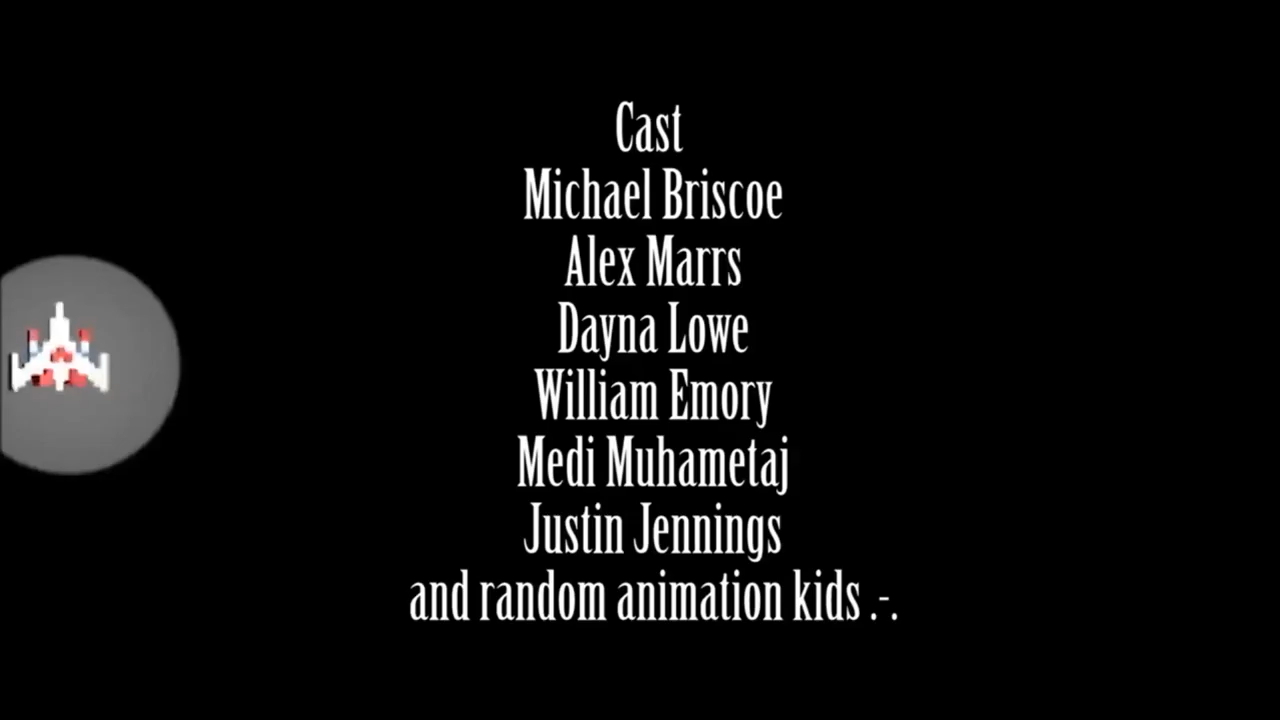 Cast
Michael Briscoe
Alex Marrs
Dayna Lowe
William Emory
Medi Muhametaj
Justin Jennings
and random animation kids .-.